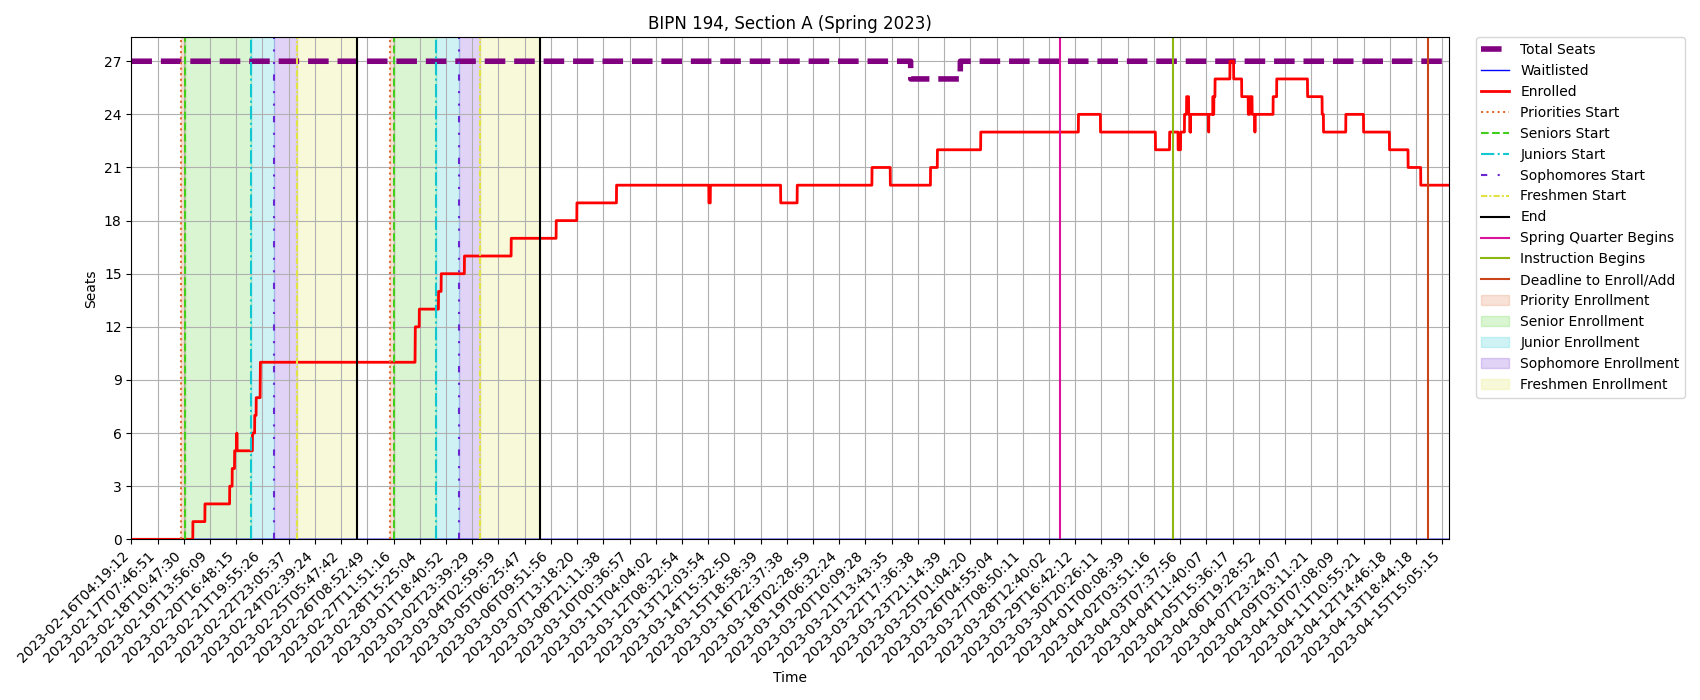 BIPN 194, Section A (Spring 2023)
27
24
21
18
15
12
9
6
3
0
Seats
2023-02-16T04:19:12
2023-02-17T07:46:51
2023-02-18T10:47:30
2023-02-19T13:56:09
2023-02-20T16:48:15
2023-02-21T19:55:26
2023-02-22T23:05:37
2023-02-24T02:39:24
2023-02-25T05:47:42
2023-02-26T08:52:49
2023-02-27T11:51:16
2023-02-28T15:25:04
2023-03-01T18:40:52
2023-03-02T23:39:29
2023-03-04T02:59:55
2023-03-05T06:25:47
2023-03-06T09:51:56
2023-03-07T13:18:20
2023-03-08T21:11:38
2023-03-10T00:36:57
2023-03-11T04:04:02
2023-03-12T08:32:54
2023-03-13T12:03:54
2023-03-14T15:32:50
2023-03-15T18:58:39
2023-03-16T22:37:38
2023-03-18T02:28:59
2023-03-19T06:32:24
2023-03-20T10:09:28
2023-03-21T13:43:35
2023-03-22T17:36:38
2023-03-23T21:14:39
2023-03-25T01:04:20
2023-03-26T04:55:04
2023-03-27T08:50:11
2023-03-28T12:40:02
2023-03-29T16:42:12
2023-03-30T20:26:11
2023-04-01T00:08:39
2023-04-02T03:51:16
2023-04-03T07:37:56
2023-04-04T11:40:07
2023-04-05T15:36:17
2023-04-06T19:28:52
2023-04-07T23:24:07
2023-04-09T03:11:21
2023-04-10T07:08:09
2023-04-11T10:55:21
2023-04-12T14:46:18
2023-04-13T18:44:18
2023-04-15T15:05:15
Time
Total Seats
Waitlisted
Enrolled
Priorities Start
Seniors Start
Juniors Start
Sophomores Start
Freshmen Start
End
Spring Quarter Begins
Instruction Begins
Deadline to Enroll/Add
Priority Enrollment
Senior Enrollment
Junior Enrollment
Sophomore Enrollment
Freshmen Enrollment